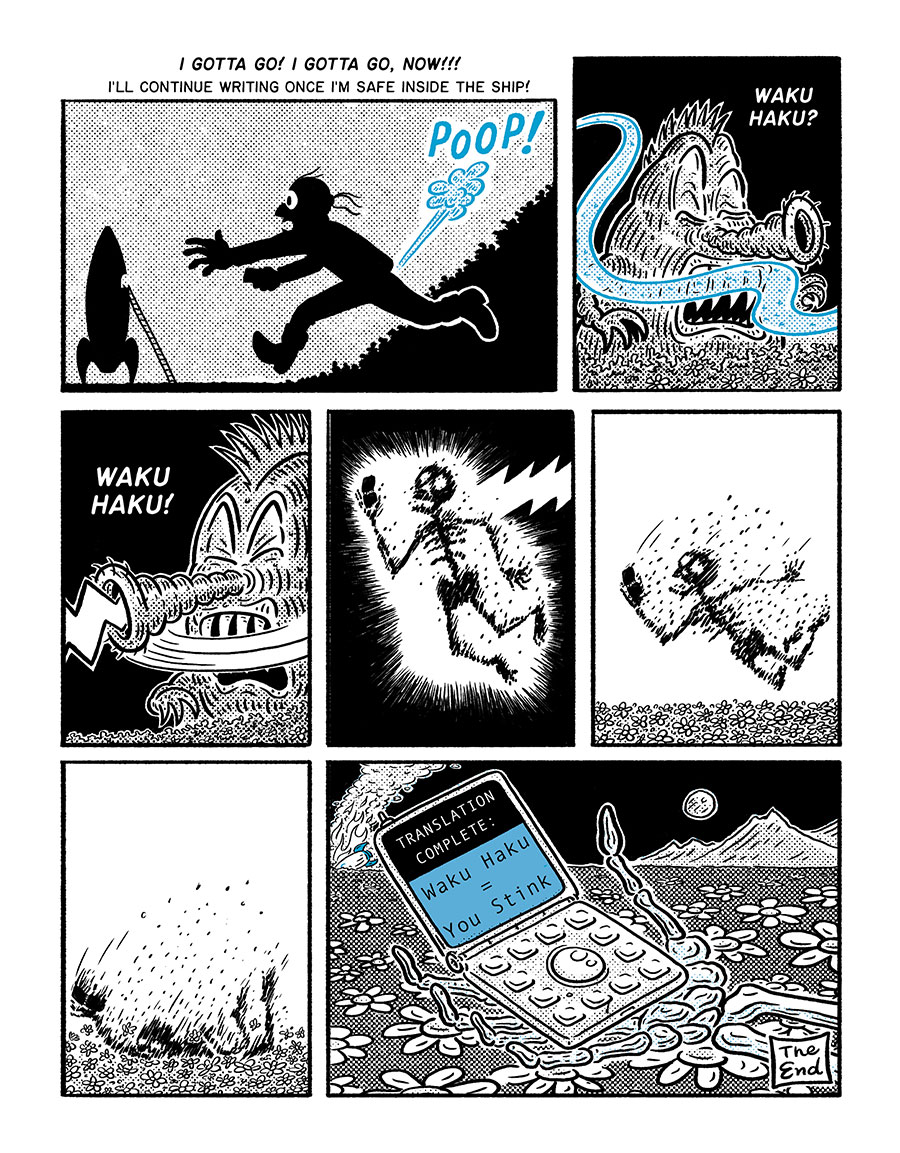 I GOTTA GO! I GOTTA GO, NOW!!!
I'LL CONTINUE WRITING ONCE I'M SAFE INSIDE THE SHIP!
POOP!
WAKU
HAKU?
WAKU
HAKU!
TRANSLATION
COMPLETE:
Waku Haku
=
You Stink
The
End